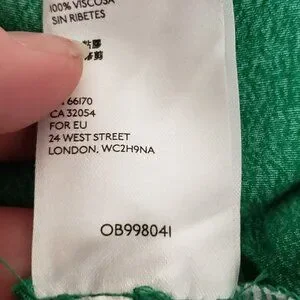 100% VISCOSA
SIN RIBETES
66170
CA 32054
FOR EU
24 WEST STREET
LONDON, WC2H9NA
OB998041